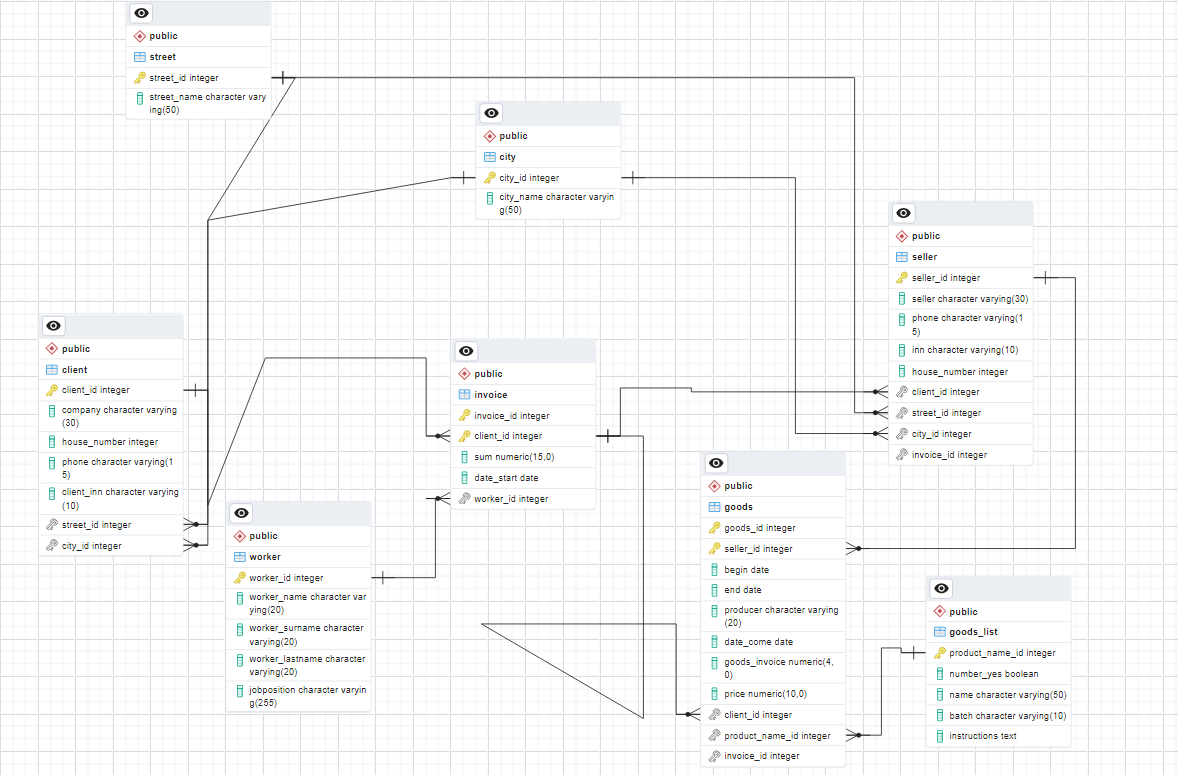 public
street
street_id integer
street_name character vary
ing(50)
public
city
city_id integer
city_name character varyin
g(50)
public
seller
seller_id integer
seller character varying(30)
phone character varying(1
5)
inn character varying(10)
house_number integer
client_id integer
street_id integer
city_id integer
invoice_id integer
public
client
client_id integer
company character varying
(30)
house_number integer
phone character varying(1
5)
client_inn character varying
(10)
street_id integer
city_id integer
public
invoice
invoice_id integer
client_id integer
sum numeric(15,0)
date_start date
worker_id integer
public
worker
worker_id integer
worker_name character var
ying(20)
worker_surname character
varying(20)
worker_lastname character
varying(20)
jobposition character varyin
g(255)
public
goods
goods_id integer
seller_id integer
begin date
end date
producer character varying
(20)
date_come date
goods_invoice numeric(4,
0)
price numeric(10,0)
client_id integer
product_name_id integer
invoice_id integer
public
goods_list
product_name_id integer
number_yes boolean
name character varying(50)
batch character varying(10)
instructions text